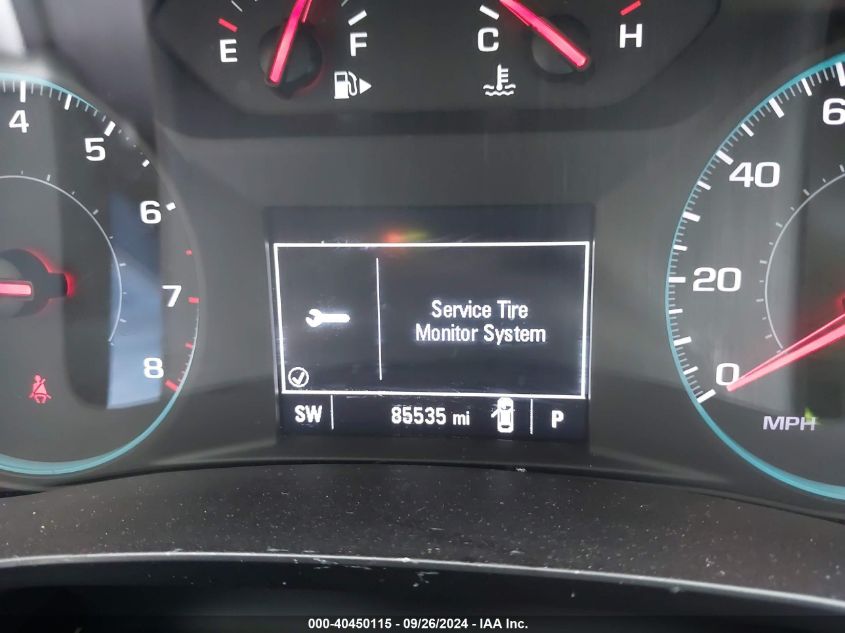 E
F
C
H
4
5
6
7
8
6
40
20
0
MPH
Service Tire
Monitor System
SW
85535 mi
P
000-40450115 - 09/26/2024 - IAA Inc.